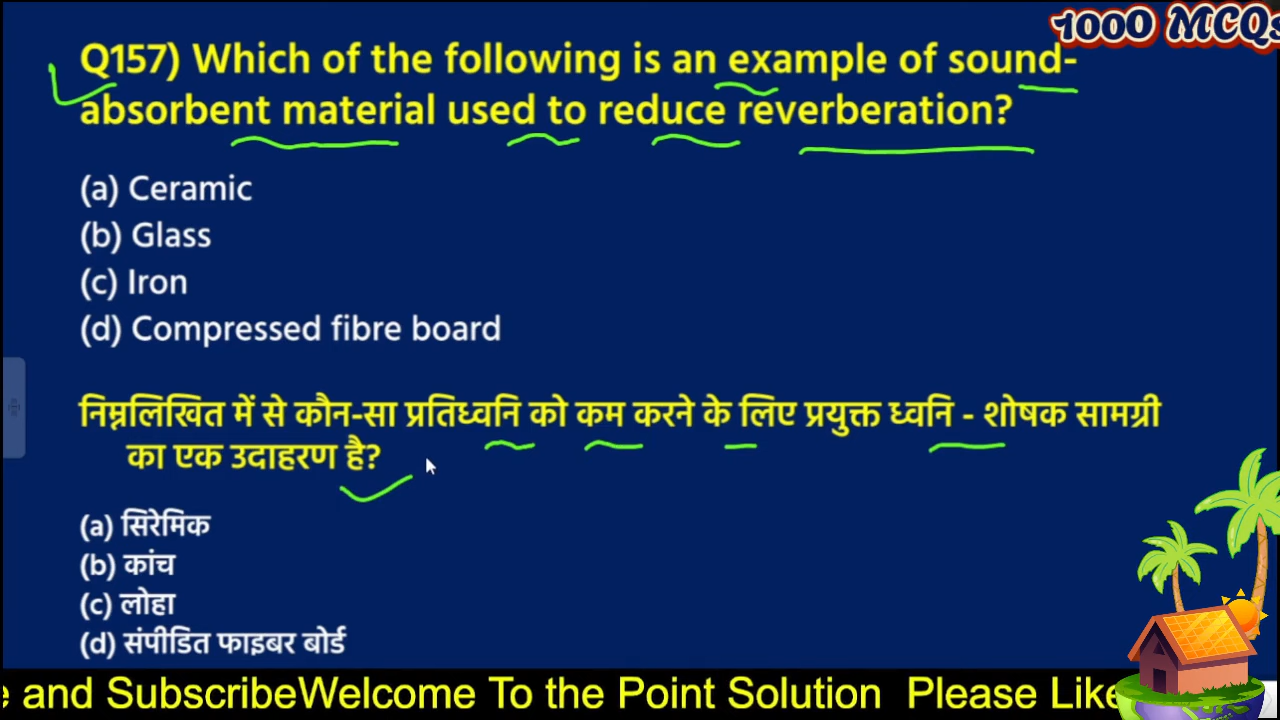 1000 MCQs
Q157) Which of the following is an example of sound-
absorbent material used to reduce reverberation?
(a) Ceramic
(b) Glass
(c) Iron
(d) Compressed fibre board
निम्नलिखित में से कौन-सा प्रतिध्वनि को कम करने के लिए प्रयुक्त ध्वनि - शोषक सामग्री
का एक उदाहरण है?
(a) सिरेमिक
(b) कांच
(c) लोहा
(d) संपीडित फाइबर बोर्ड
e and SubscribeWelcome To the Point Solution Please Like